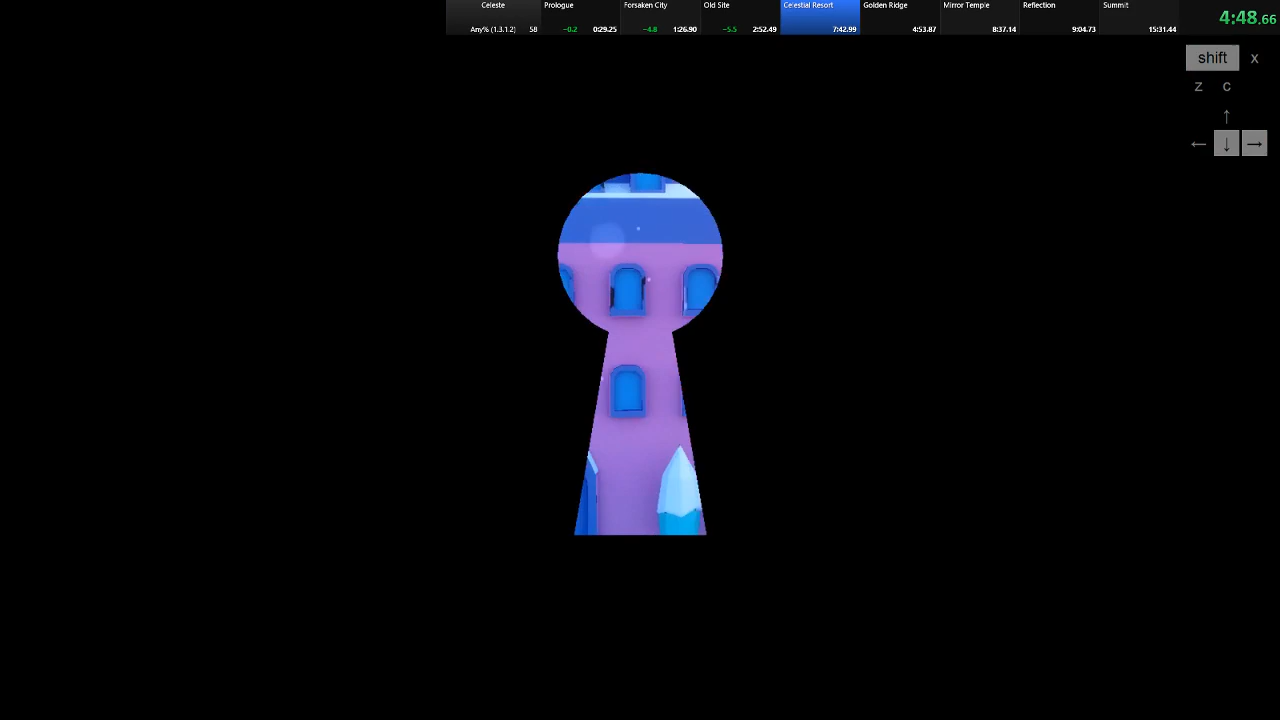 Celeste
Any% (1.3.1.2) 58
Prologue
−0.2 0:29.25
Forsaken City
−4.8 1:26.90
Old Site
−5.5 2:52.49
Celestial Resort
7:42.99
Golden Ridge
4:53.87
Mirror Temple
8:37.14
Reflection
9:04.73
Summit
15:31.44
4:48.66
shift x
z c
↑
← ↓ →